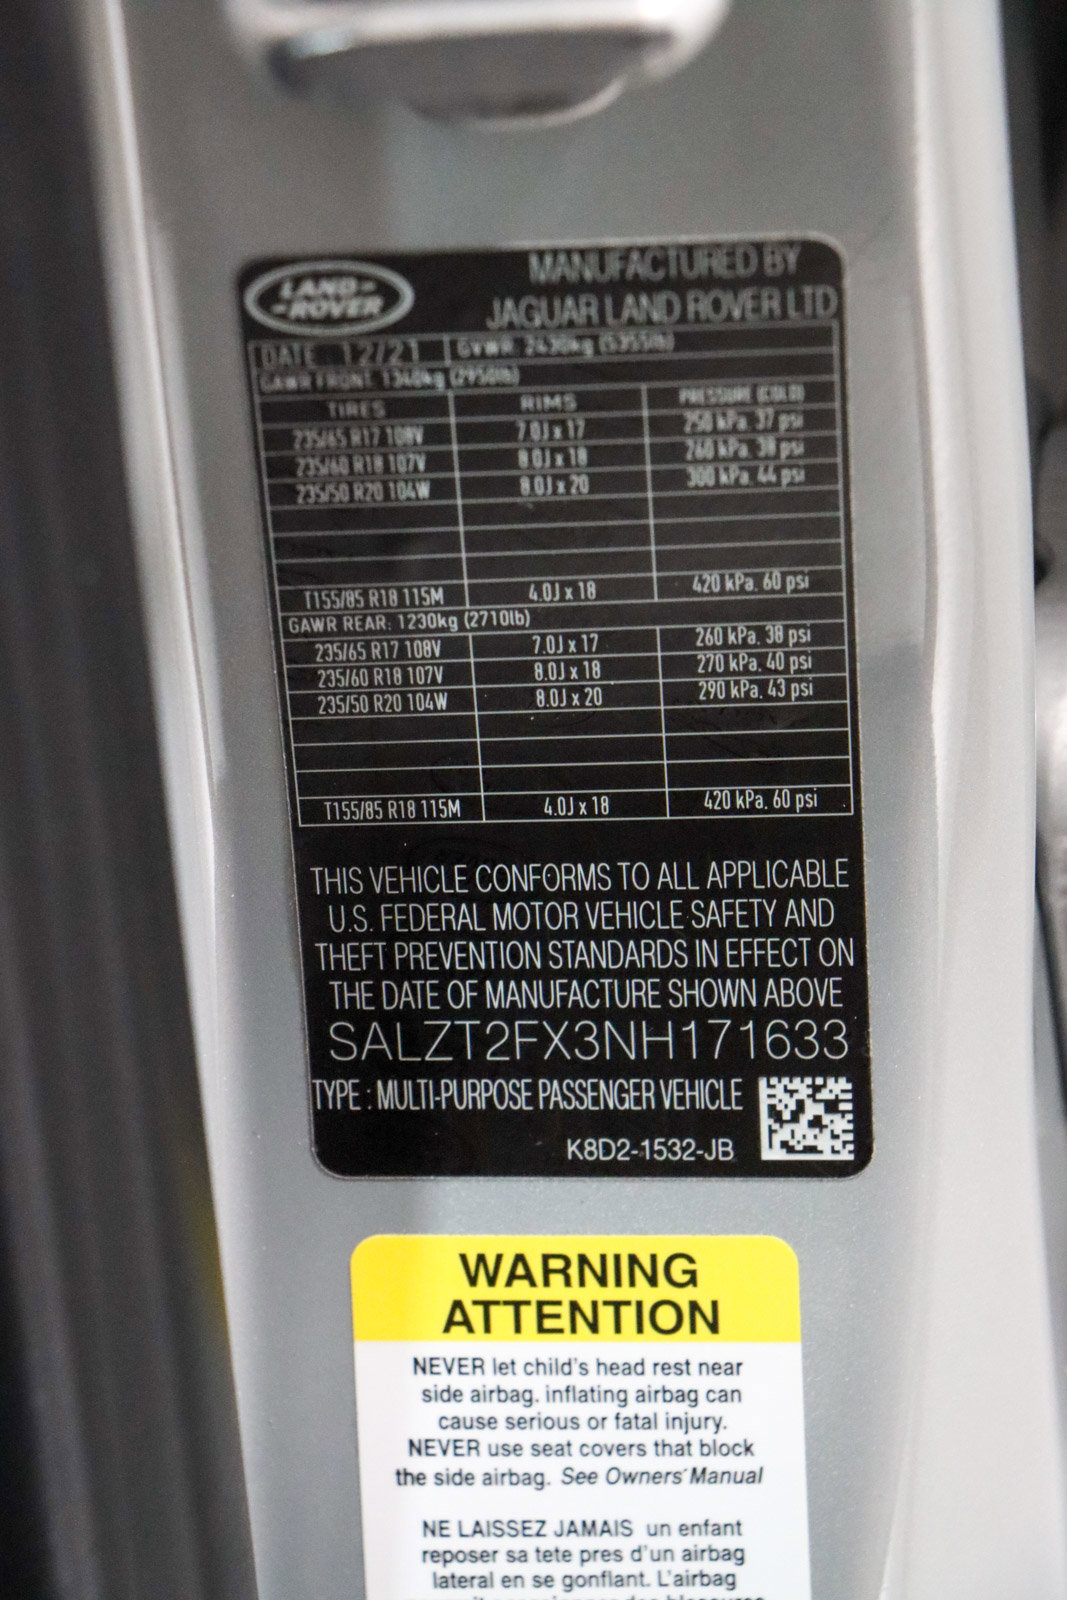 LAND-
-ROVER
MANUFACTURED BY
JAGUAR LAND ROVER LTD
DATE 12/21 GVWR 2430kg (5355lb)
GAWR FRONT 1340kg (2950lb)
TIRES RIMS PRESSURE (COLD)
235/65 R17 108V 7.0J x 17 250 kPa. 37 psi
235/60 R18 107V 8.0J x 18 260 kPa. 38 psi
235/50 R20 104W 8.0J x 20 300 kPa. 44 psi
T155/85 R18 115M 4.0J x 18 420 kPa. 60 psi
GAWR REAR: 1230kg (2710lb)
235/65 R17 108V 7.0J x 17 260 kPa. 38 psi
235/60 R18 107V 8.0J x 18 270 kPa. 40 psi
235/50 R20 104W 8.0J x 20 290 kPa. 43 psi
T155/85 R18 115M 4.0J x 18 420 kPa. 60 psi
THIS VEHICLE CONFORMS TO ALL APPLICABLE
U.S. FEDERAL MOTOR VEHICLE SAFETY AND
THEFT PREVENTION STANDARDS IN EFFECT ON
THE DATE OF MANUFACTURE SHOWN ABOVE
SALZT2FX3NH171633
TYPE : MULTI-PURPOSE PASSENGER VEHICLE
K8D2-1532-JB
WARNING
ATTENTION
NEVER let child's head rest near
side airbag. inflating airbag can
cause serious or fatal injury.
NEVER use seat covers that block
the side airbag. See Owners' Manual
NE LAISSEZ JAMAIS un enfant
reposer sa tete pres d'un airbag
lateral en se gonflant. L'airbag